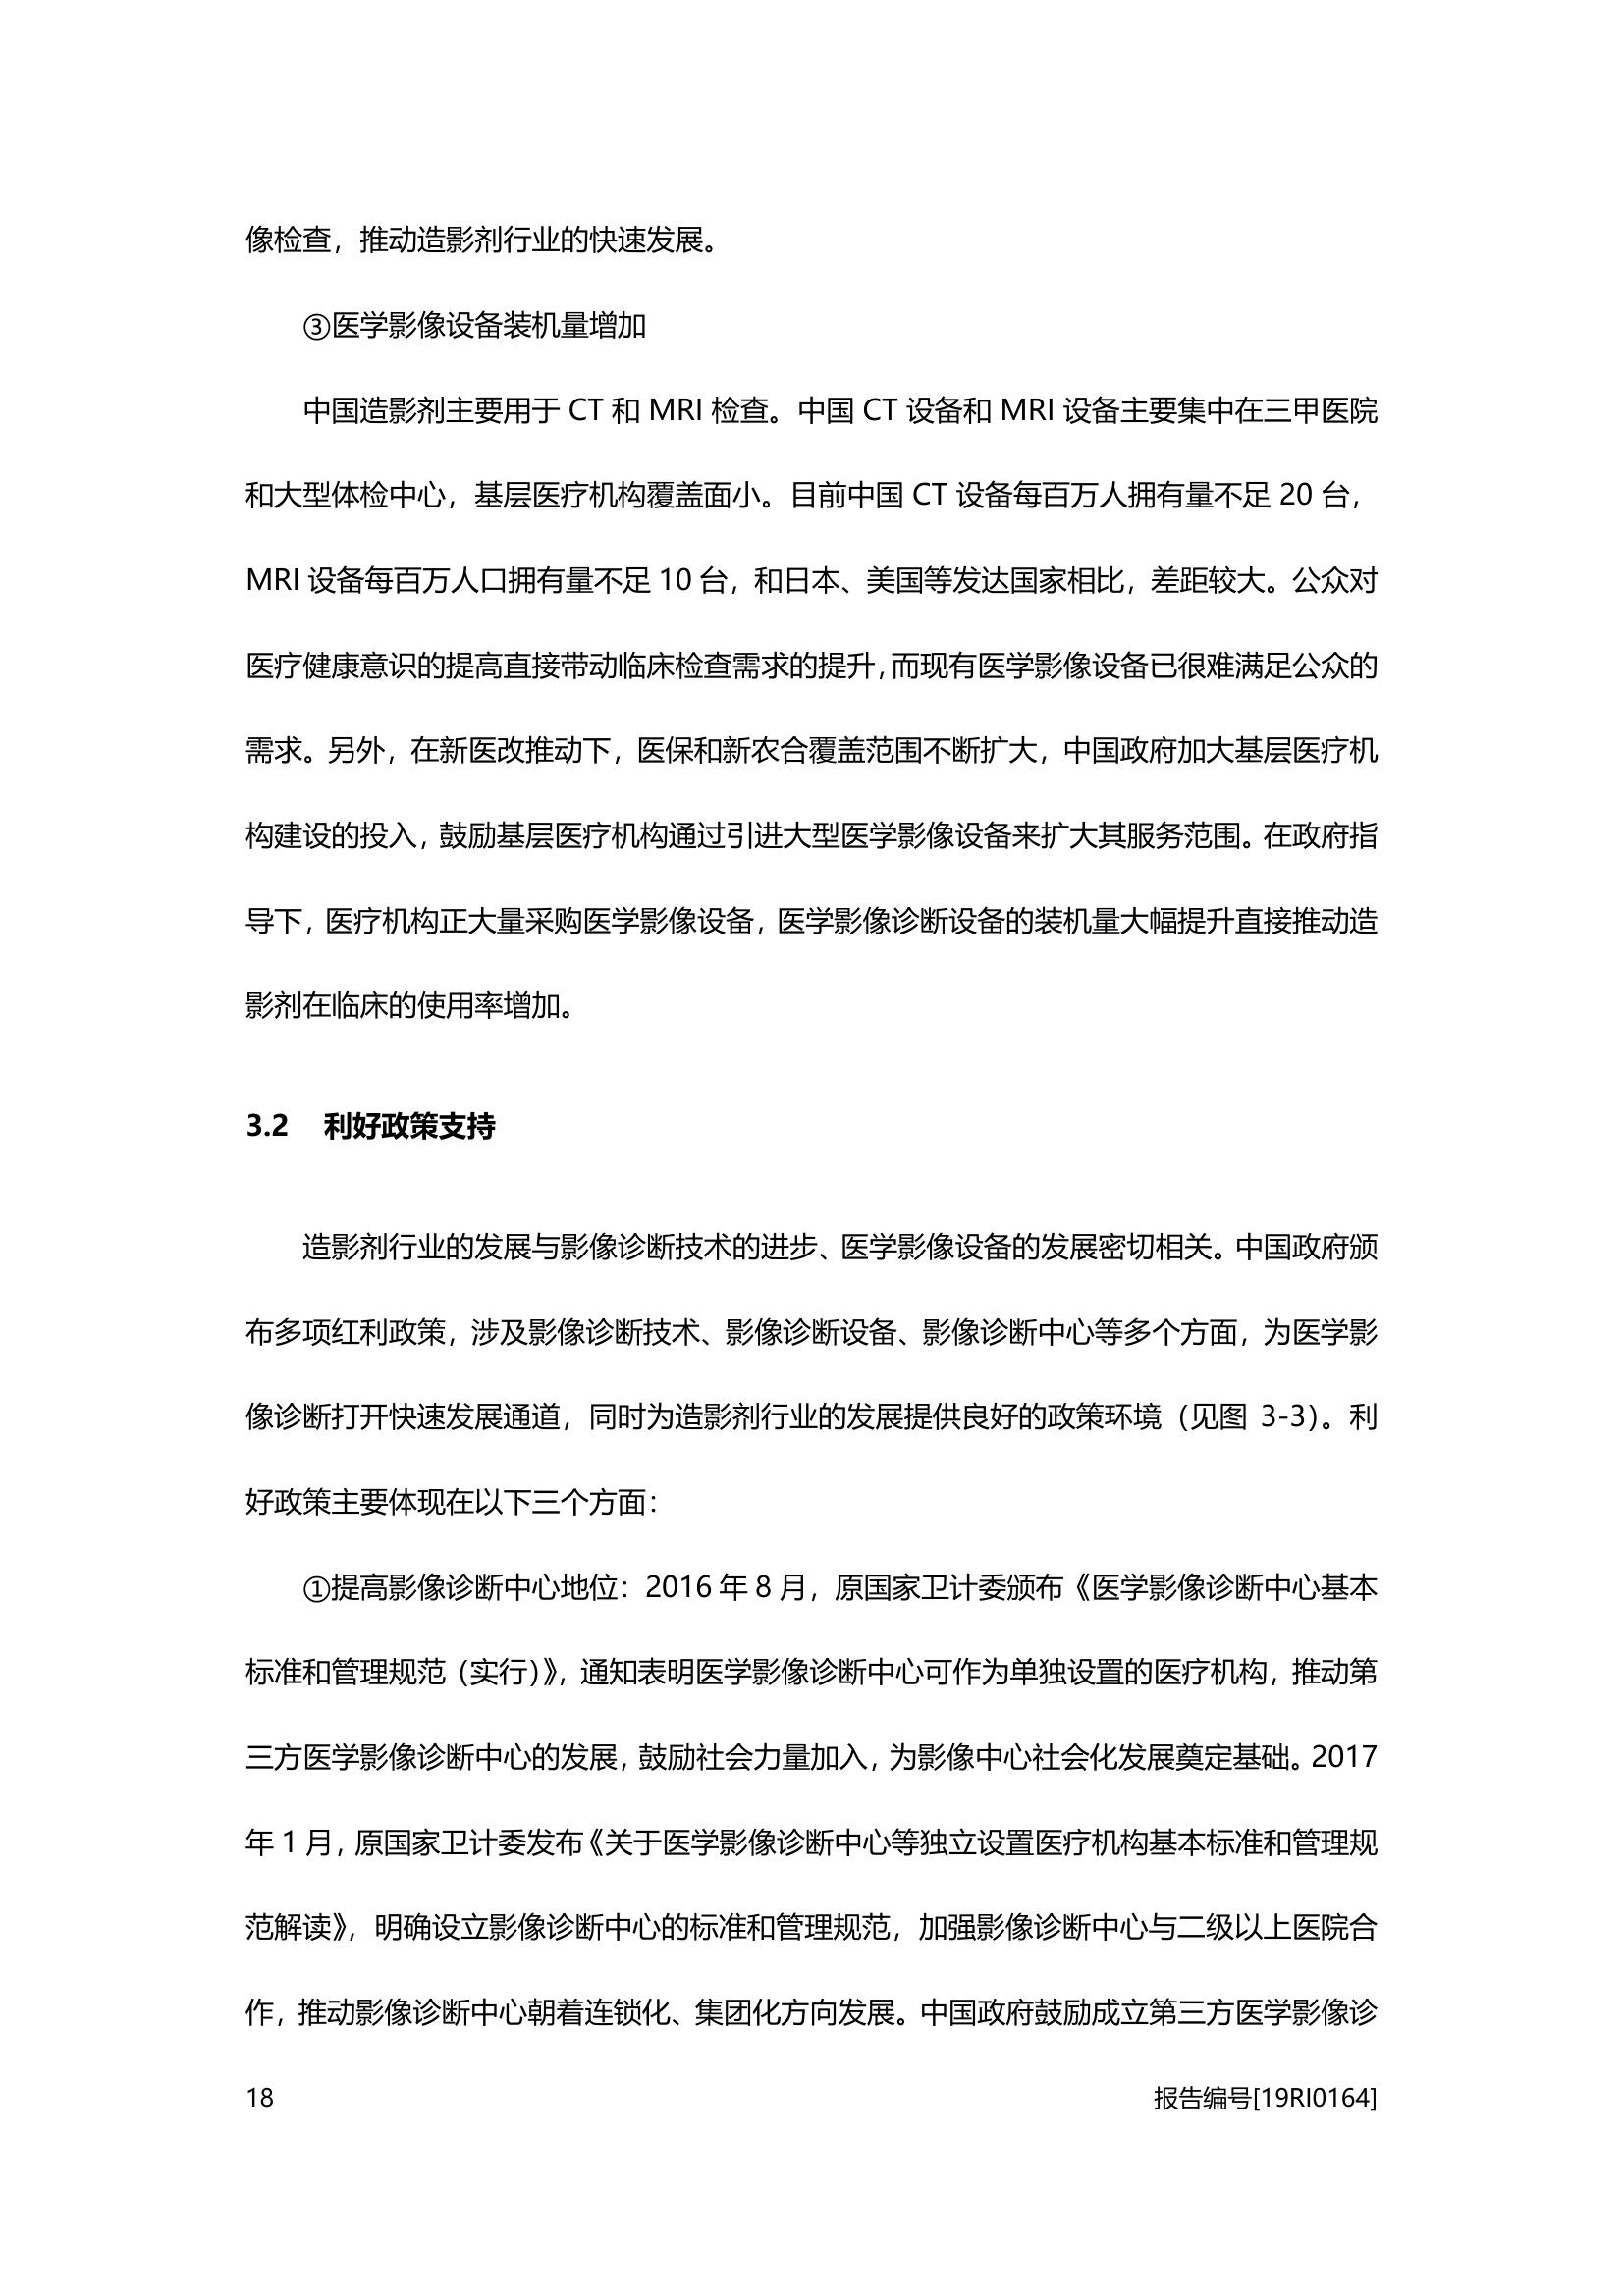 像检查，推动造影剂行业的快速发展。
③医学影像设备装机量增加
中国造影剂主要用于 CT 和 MRI 检查。中国 CT 设备和 MRI 设备主要集中在三甲医院
和大型体检中心，基层医疗机构覆盖面小。目前中国 CT 设备每百万人拥有量不足 20 台，
MRI 设备每百万人口拥有量不足 10 台，和日本、美国等发达国家相比，差距较大。公众对
医疗健康意识的提高直接带动临床检查需求的提升，而现有医学影像设备已很难满足公众的
需求。另外，在新医改推动下，医保和新农合覆盖范围不断扩大，中国政府加大基层医疗机
构建设的投入，鼓励基层医疗机构通过引进大型医学影像设备来扩大其服务范围。在政府指
导下，医疗机构正大量采购医学影像设备，医学影像诊断设备的装机量大幅提升直接推动造
影剂在临床的使用率增加。
3.2 利好政策支持
造影剂行业的发展与影像诊断技术的进步、医学影像设备的发展密切相关。中国政府颁
布多项红利政策，涉及影像诊断技术、影像诊断设备、影像诊断中心等多个方面，为医学影
像诊断打开快速发展通道，同时为造影剂行业的发展提供良好的政策环境（见图 3-3）。利
好政策主要体现在以下三个方面：
①提高影像诊断中心地位：2016 年 8 月，原国家卫计委颁布《医学影像诊断中心基本
标准和管理规范（实行）》，通知表明医学影像诊断中心可作为单独设置的医疗机构，推动第
三方医学影像诊断中心的发展，鼓励社会力量加入，为影像中心社会化发展奠定基础。2017
年 1 月，原国家卫计委发布《关于医学影像诊断中心等独立设置医疗机构基本标准和管理规
范解读》，明确设立影像诊断中心的标准和管理规范，加强影像诊断中心与二级以上医院合
作，推动影像诊断中心朝着连锁化、集团化方向发展。中国政府鼓励成立第三方医学影像诊
18 报告编号[19RI0164]